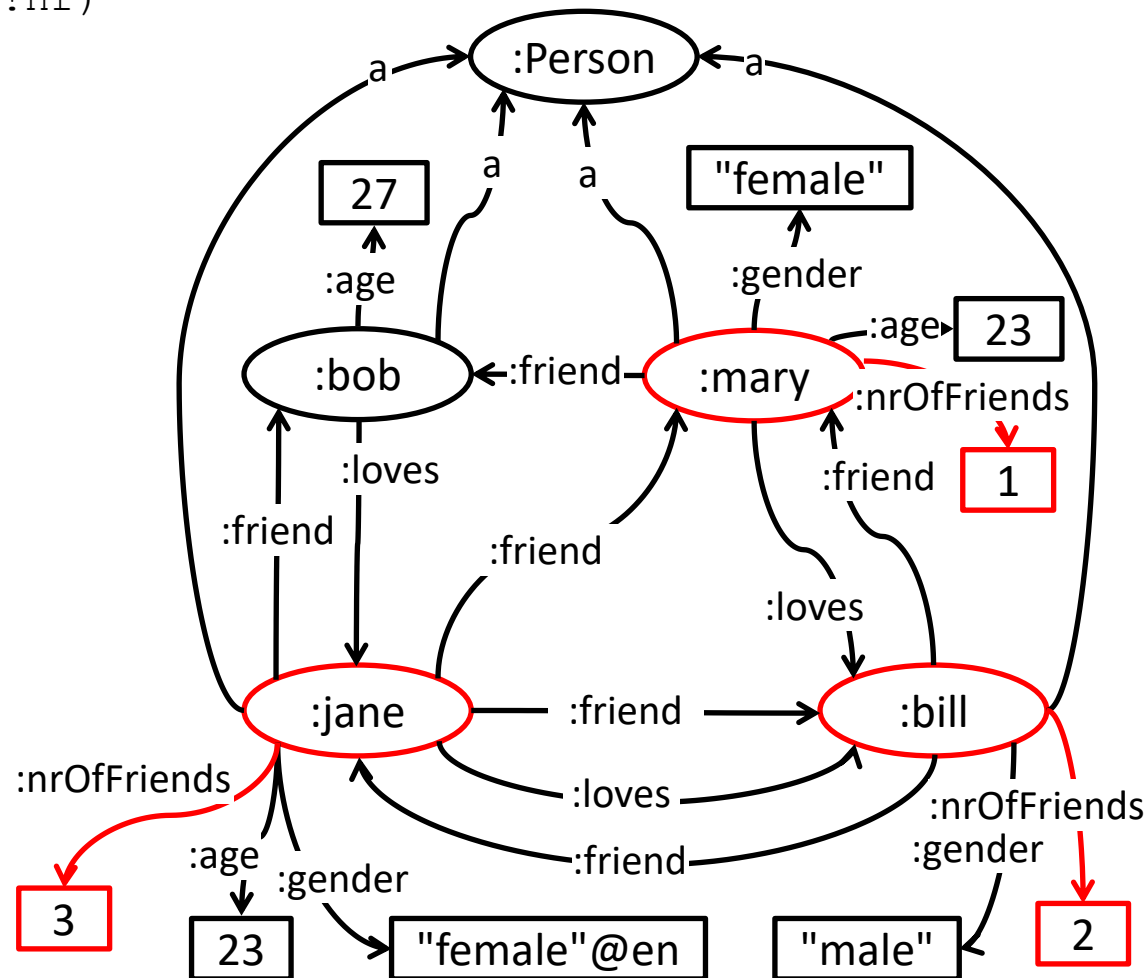 :nf)
:Person
a
a
a
a
27
"female"
:age
:gender
:age
23
:bob
:friend
:mary
:nrOfFriends
:loves
:friend
1
:friend
:friend
:loves
:jane
:friend
:bill
:nrOfFriends
:loves
:nrOfFriends
:age
:friend
:gender
:gender
3
23
"female"@en
"male"
2